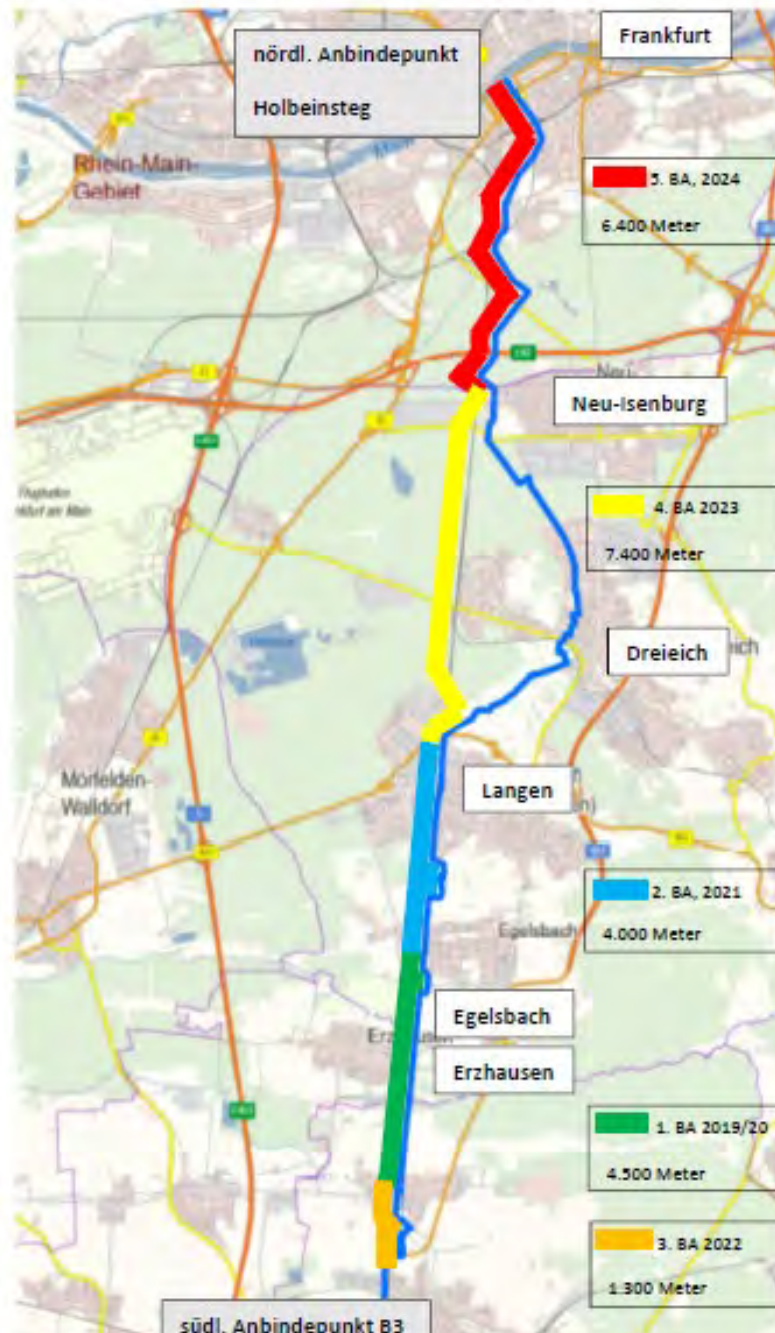 Frankfurt
nördl. Anbindepunkt
Holbeinsteg
Rhein-Main-
Gebiet
5. BA, 2024
6.400 Meter
Neu-
Neu-Isenburg
4. BA 2023
7.400 Meter
Flughafen
Dreieich
Mörfelden-
Walldorf
Langen
2. BA, 2021
4.000 Meter
Egelsbach
Egelsbach
Erzhausen
1. BA 2019/20
4.500 Meter
3. BA 2022
1.300 Meter
südl. Anbindepunkt B3